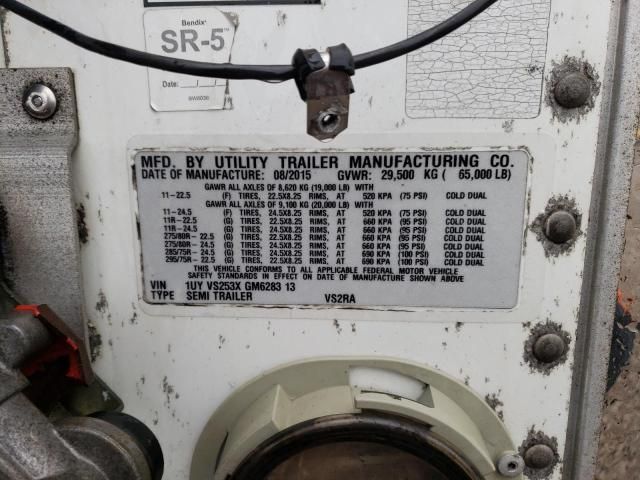 Bendix®
SR-5™
Date:
BW8036
MFD. BY UTILITY TRAILER MANUFACTURING CO.
DATE OF MANUFACTURE: 08/2015 GVWR: 29,500 KG ( 65,000 LB)
GAWR ALL AXLES OF 8,620 KG (19,000 LB) WITH
11-22.5 (F) TIRES, 22.5X8.25 RIMS, AT 520 KPA (75 PSI) COLD DUAL
GAWR ALL AXLES OF 9,100 KG (20,000 LB) WITH
11-24.5 (F) TIRES, 24.5X8.25 RIMS, AT 520 KPA (75 PSI) COLD DUAL
11R-22.5 (G) TIRES, 22.5X8.25 RIMS, AT 660 KPA (95 PSI) COLD DUAL
11R-24.5 (G) TIRES, 24.5X8.25 RIMS, AT 660 KPA (95 PSI) COLD DUAL
275/80R - 22.5 (G) TIRES, 22.5X8.25 RIMS, AT 660 KPA (95 PSI) COLD DUAL
275/80R - 24.5 (G) TIRES, 24.5X8.25 RIMS, AT 660 KPA (95 PSI) COLD DUAL
285/75R - 24.5 (G) TIRES, 24.5X8.25 RIMS, AT 690 KPA (100 PSI) COLD DUAL
295/75R - 22.5 (G) TIRES, 22.5X8.25 RIMS, AT 690 KPA (100 PSI) COLD DUAL
THIS VEHICLE CONFORMS TO ALL APPLICABLE FEDERAL MOTOR VEHICLE
SAFETY STANDARDS IN EFFECT ON DATE OF MANUFACTURE SHOWN ABOVE
VIN 1UY VS253X GM6283 13
TYPE SEMI TRAILER VS2RA